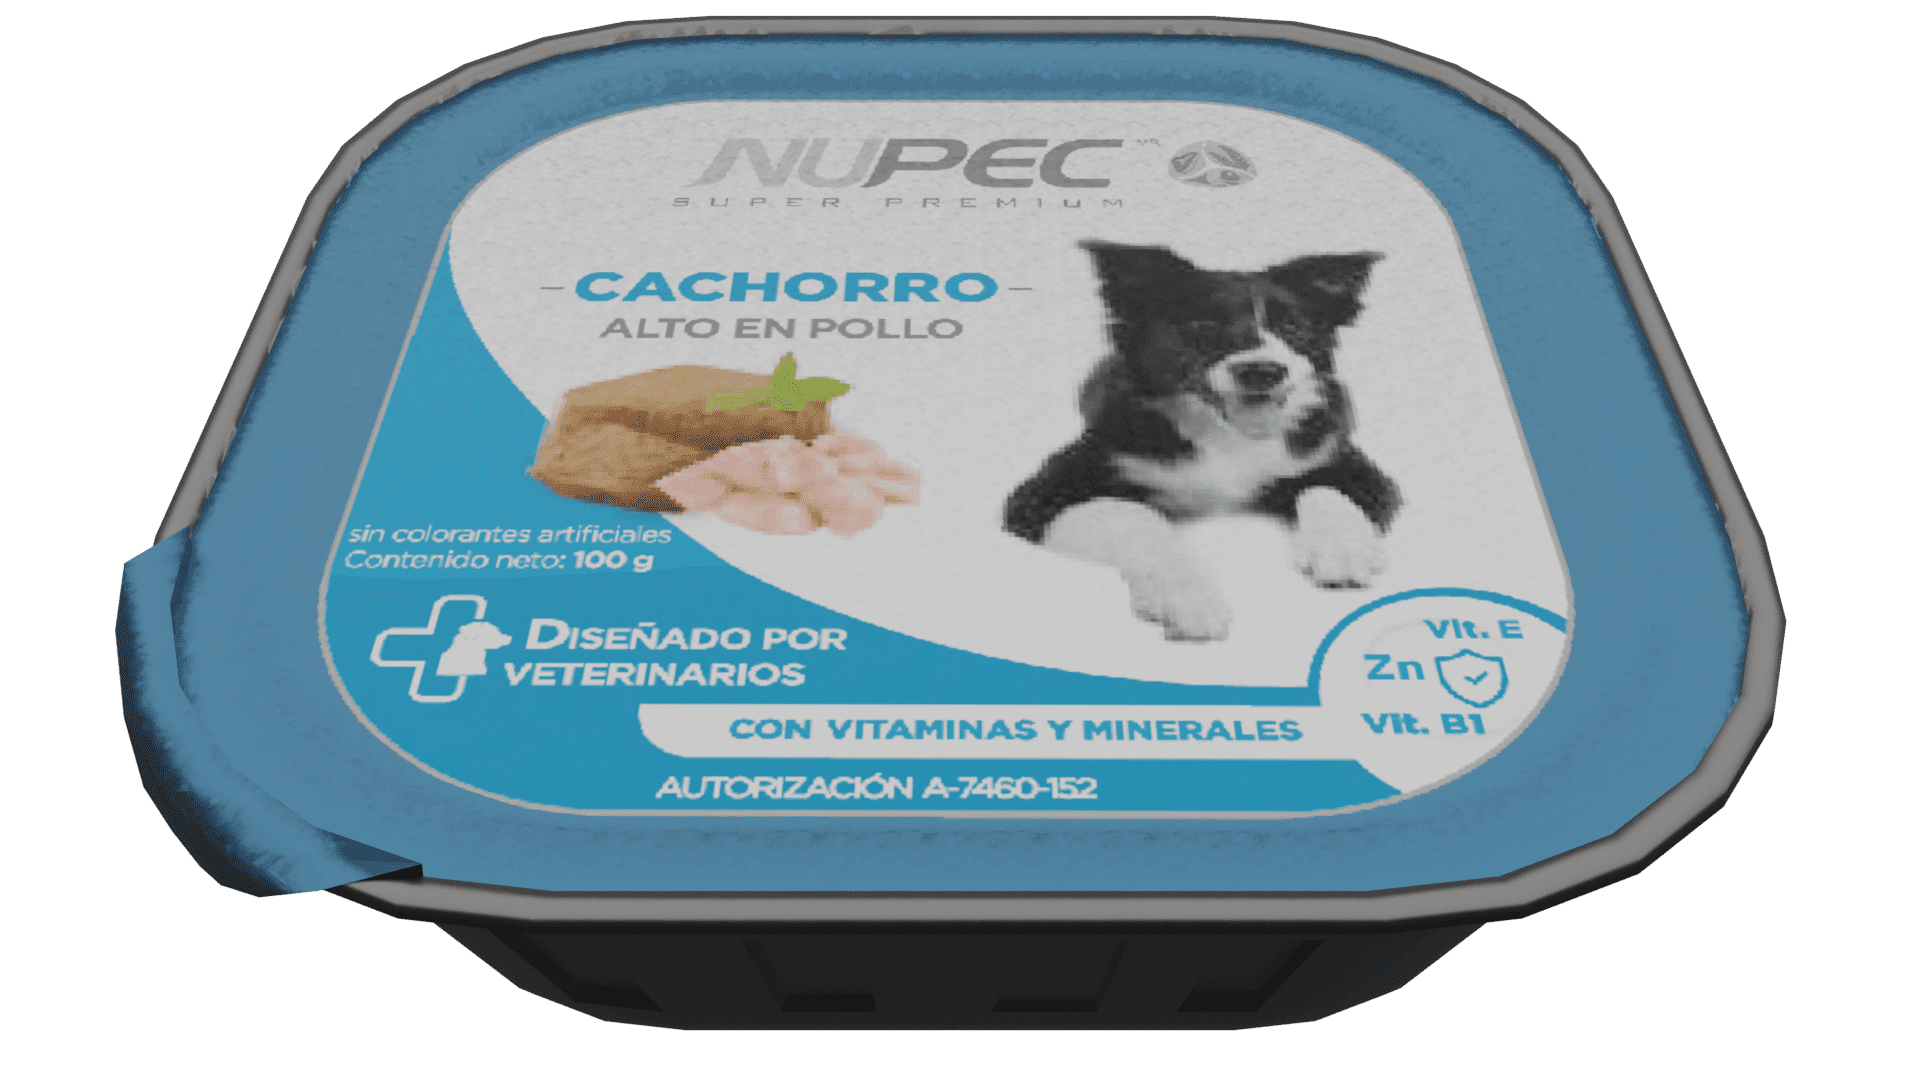 NUPEC MR
SUPER PREMIUM
- CACHORRO -
ALTO EN POLLO
sin colorantes artificiales
Contenido neto: 100 g
DISEÑADO POR
VETERINARIOS
Vit. E
Zn
Vit. B1
CON VITAMINAS Y MINERALES
AUTORIZACIÓN A-7460-152